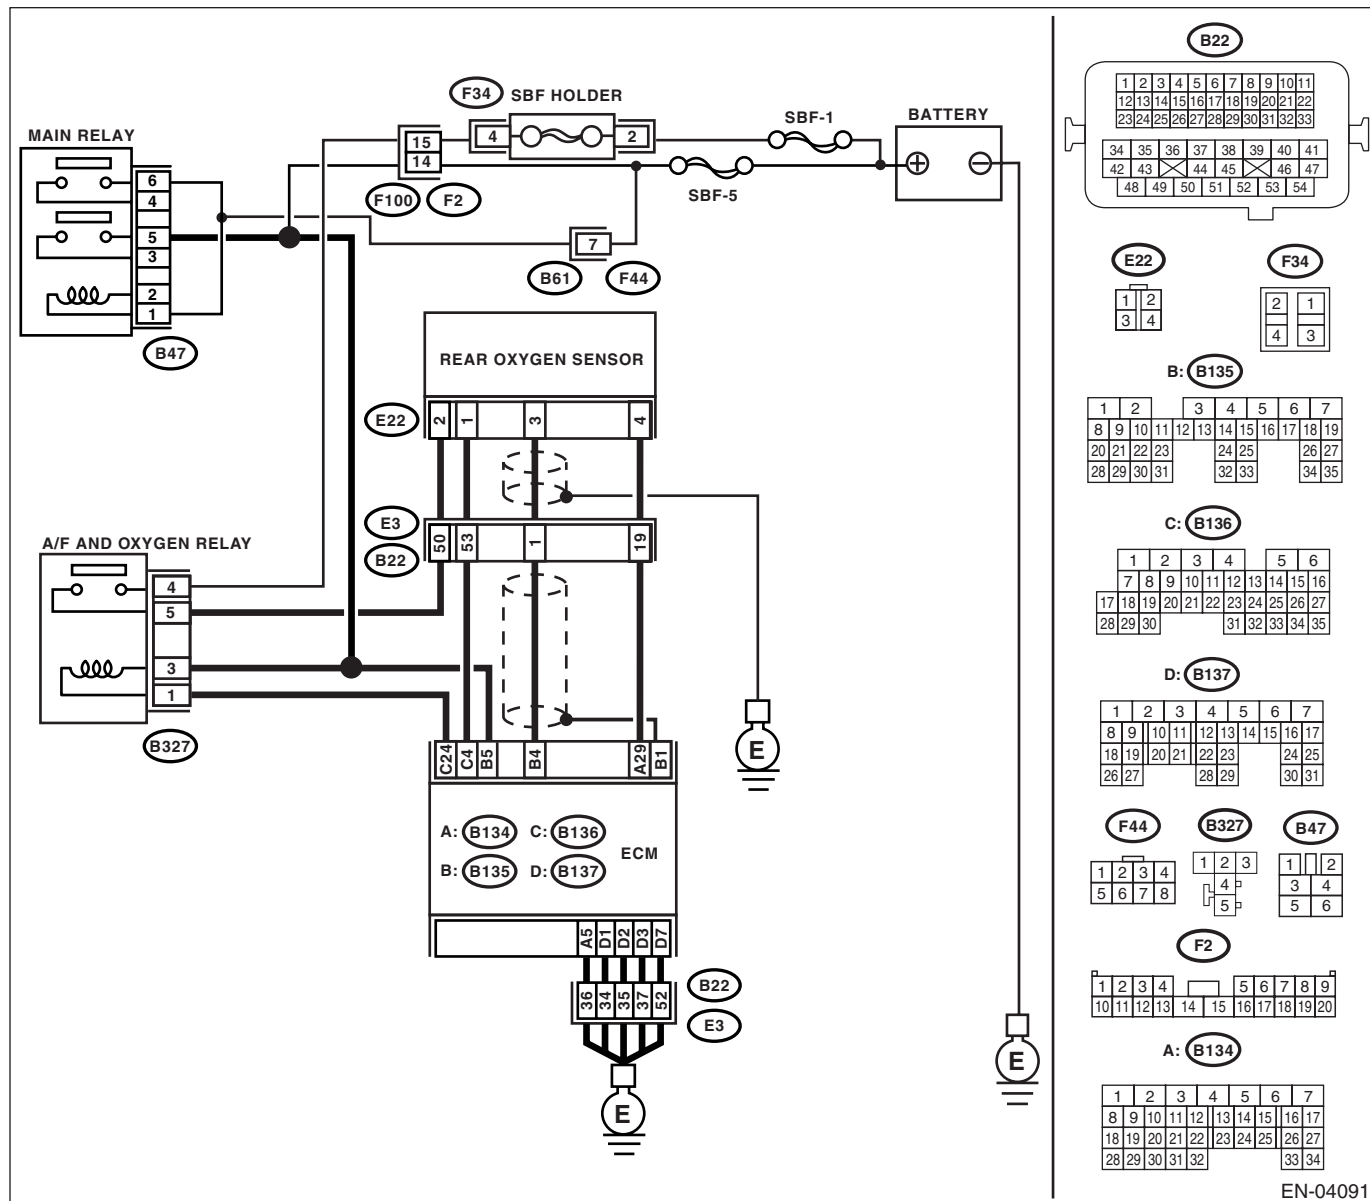 MAIN RELAY
6
4
5
3
2
1
B47
F34 SBF HOLDER
4 2
15
14
F100 F2
SBF-1
SBF-5
BATTERY
7
B61 F44
REAR OXYGEN SENSOR
E22 2 1 3 4
E3
B22
50 53 1 19
A/F AND OXYGEN RELAY
4
5
3
1
B327
C24 C4 B5 B4 A29 B1
A: B134 C: B136
B: B135 D: B137
ECM
A5 D1 D2 D3 D7
36 34 35 37 52
B22
E3
E
E
E
B22
1 2 3 4 5 6 7 8 9 10 11
12 13 14 15 16 17 18 19 20 21 22
23 24 25 26 27 28 29 30 31 32 33
34 35 36 37 38 39 40 41
42 43 44 45 46 47
48 49 50 51 52 53 54
E22
1 2
3 4
F34
2 1
4 3
B: B135
1 2 3 4 5 6 7
8 9 10 11 12 13 14 15 16 17 18 19
20 21 22 23 24 25 26 27
28 29 30 31 32 33 34 35
C: B136
1 2 3 4 5 6
7 8 9 10 11 12 13 14 15 16
17 18 19 20 21 22 23 24 25 26 27
28 29 30 31 32 33 34 35
D: B137
1 2 3 4 5 6 7
8 9 10 11 12 13 14 15 16 17
18 19 20 21 22 23 24 25
26 27 28 29 30 31
F44
1 2 3 4
5 6 7 8
B327
1 2 3
4
5
B47
1 2
3 4
5 6
F2
1 2 3 4 5 6 7 8 9
10 11 12 13 14 15 16 17 18 19 20
A: B134
1 2 3 4 5 6 7
8 9 10 11 12 13 14 15 16 17
18 19 20 21 22 23 24 25 26 27
28 29 30 31 32 33 34
EN-04091